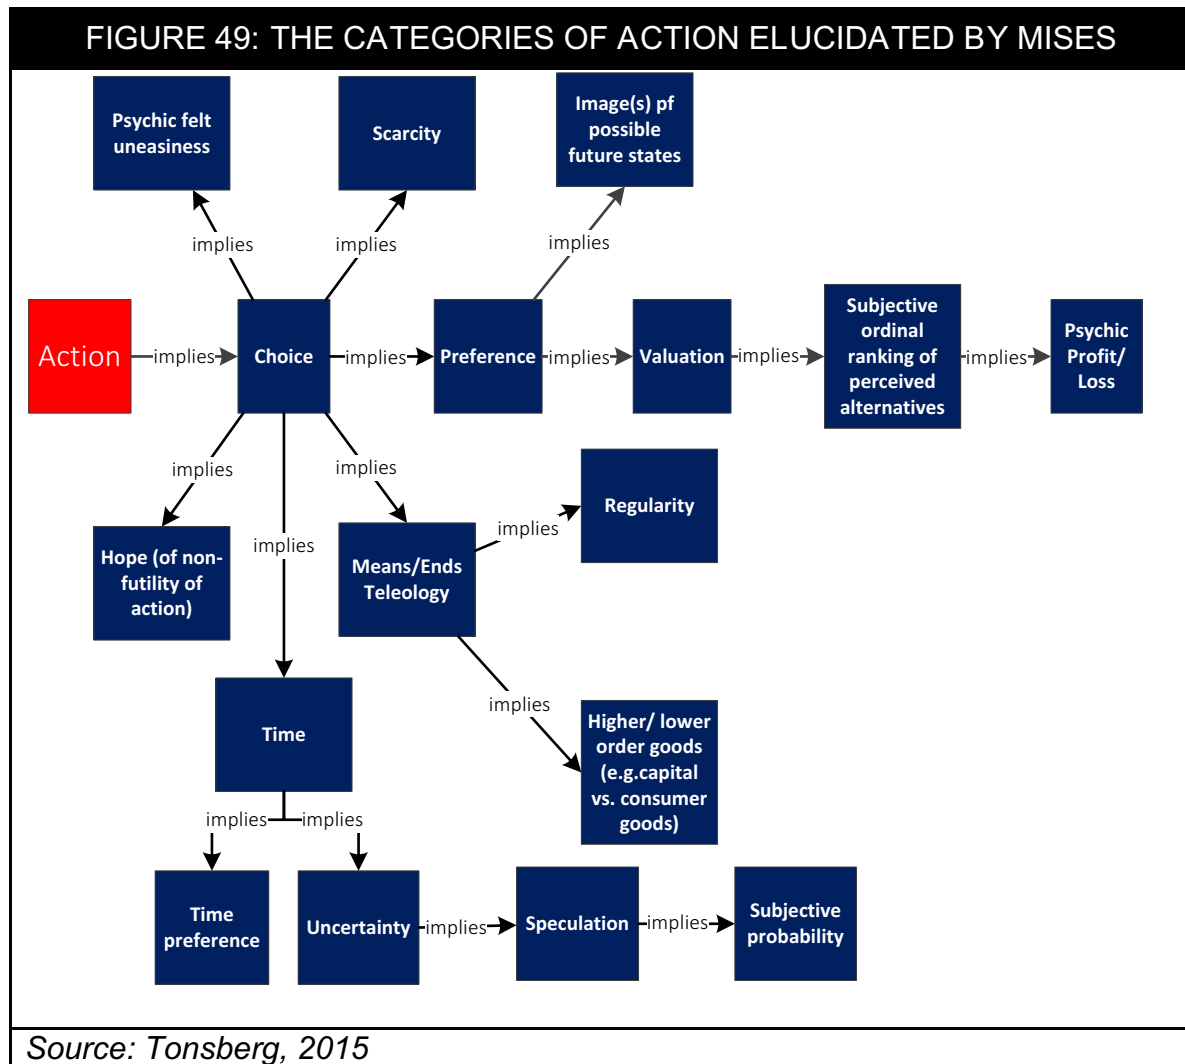 FIGURE 49: THE CATEGORIES OF ACTION ELUCIDATED BY MISES
Psychic felt
uneasiness
Scarcity
Image(s) pf
possible
future states
implies
implies
implies
Action
implies
Choice
implies
Preference
implies
Valuation
implies
Subjective
ordinal
ranking of
perceived
alternatives
implies
Psychic
Profit/
Loss
implies
implies
implies
Hope (of non-
futility of
action)
Means/Ends
Teleology
implies
Regularity
implies
Higher/ lower
order goods
(e.g.capital
vs. consumer
goods)
Time
implies
implies
Time
preference
Uncertainty
implies
Speculation
implies
Subjective
probability
Source: Tonsberg, 2015